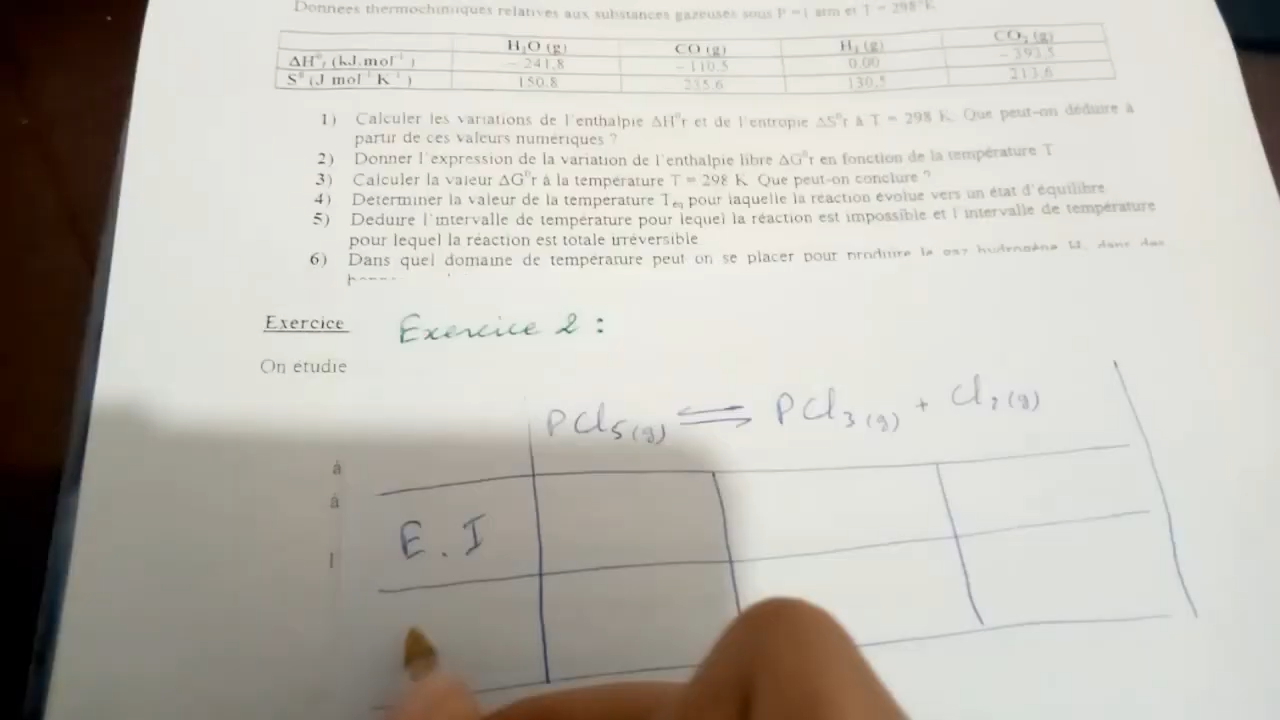 Données thermochimiques relatives aux substances gazeuses sous P = 1 atm et T = 298°K
H₂O (g) CO (g) H₂ (g) CO₂ (g)
ΔH°f (kJ.mol⁻¹) - 241,8 - 110,5 0.00 - 393,5
S° (J mol⁻¹ K⁻¹) 150.8 235.6 130,5 213,6
1) Calculer les variations de l'enthalpie ΔH°r et de l'entropie ΔS°r à T = 298 K. Que peut-on déduire à
partir de ces valeurs numériques ?
2) Donner l'expression de la variation de l'enthalpie libre ΔG°r en fonction de la température T
3) Calculer la valeur ΔG°r à la température T = 298 K. Que peut-on conclure ?
4) Déterminer la valeur de la température Teq pour laquelle la réaction évolue vers un état d'équilibre
5) Déduire l'intervalle de température pour lequel la réaction est impossible et l'intervalle de température
pour lequel la réaction est totale irréversible
6) Dans quel domaine de température peut on se placer pour produire le gaz hydrogène H₂ dans des
Exercice Exercice 2 :
On étudie
PCl₅(g) ⇌ PCl₃(g) + Cl₂(g)
à
à
E.I
l